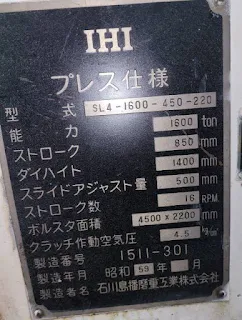 IHI
プレス仕様
型式 SL4-1600-450-220
能力 1600 ton
ストローク 850 mm
ダイハイト 1400 mm
スライドアジャスト量 500 mm
ストローク数 16 RPM
ボルスタ面積 4500×2200 mm
クラッチ作動空気圧 4.5 kg/cm²
製造番号 1511-301
製造年月 昭和59年 月
製造者名 石川島播磨重工業株式会社